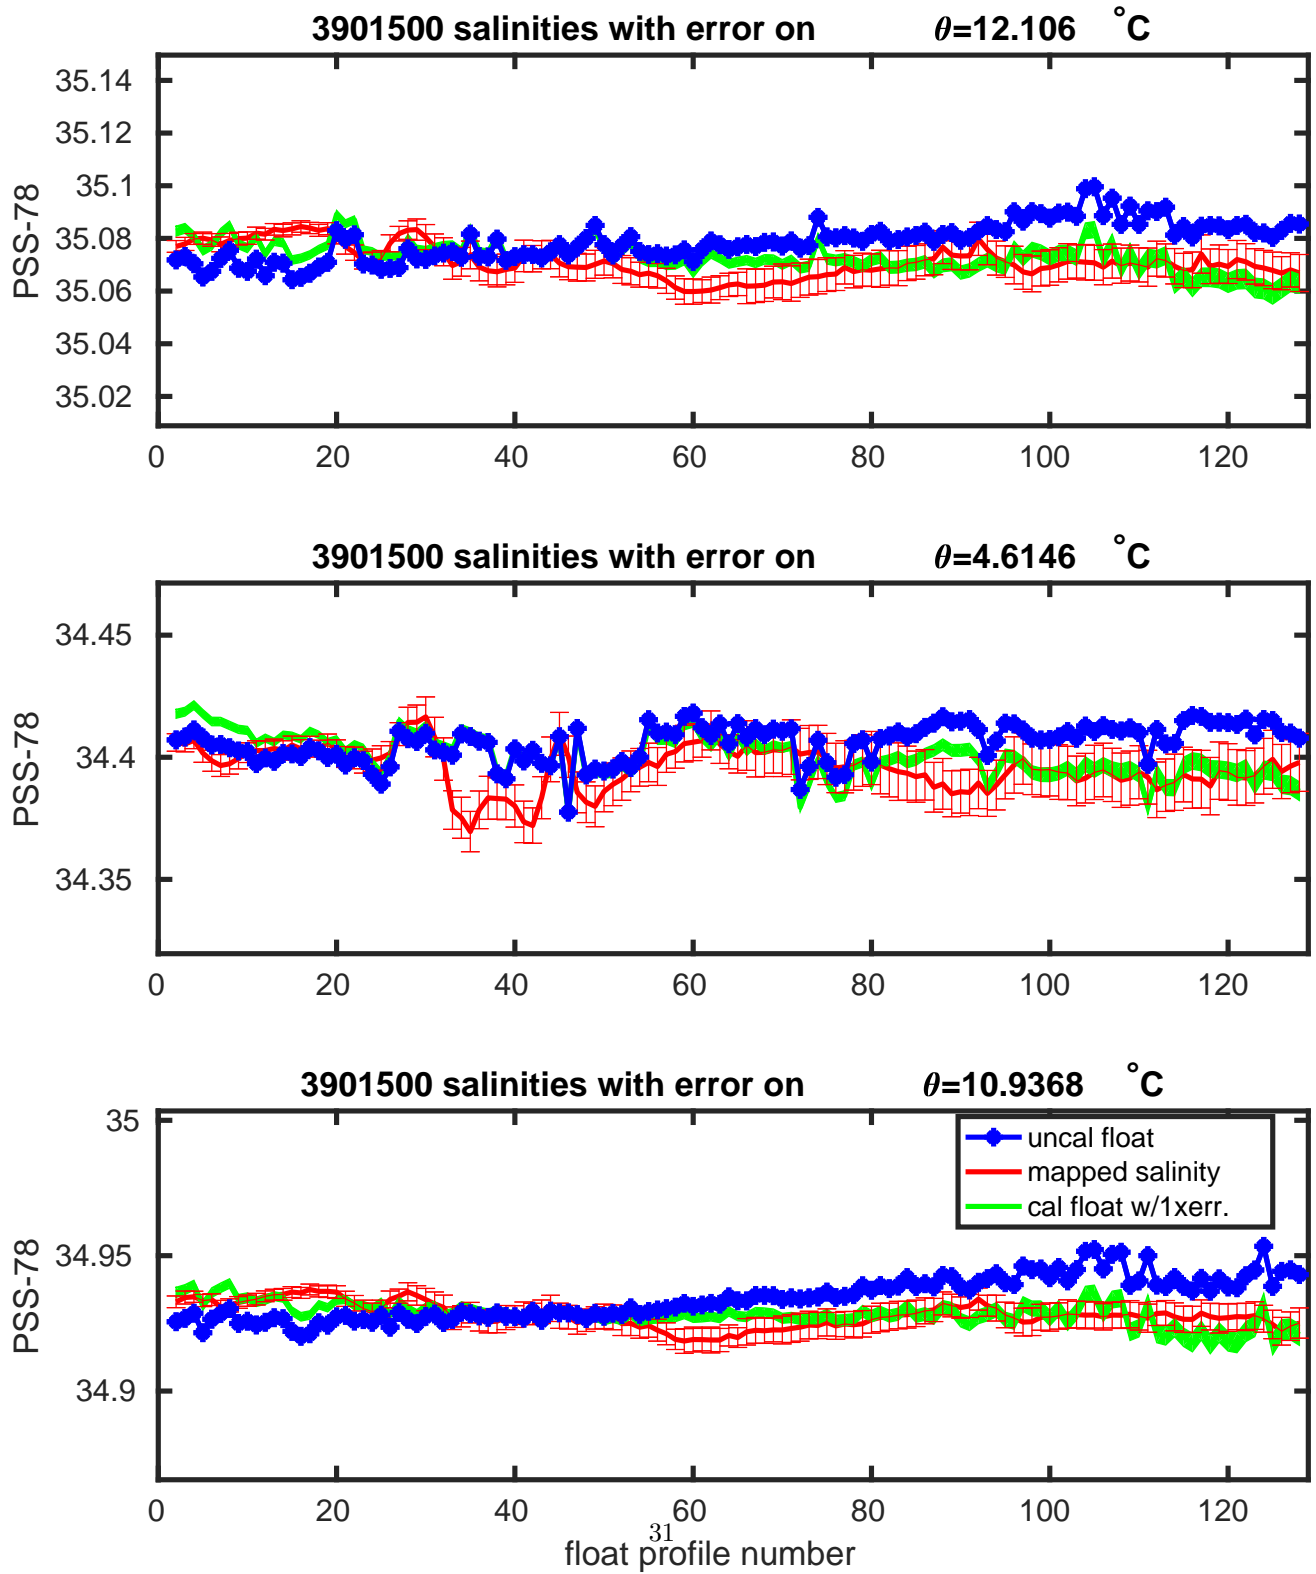 3901500 salinities with error on θ=12.106 °C
35.14
35.12
35.1
35.08
35.06
35.04
35.02
PSS-78
0 20 40 60 80 100 120
3901500 salinities with error on θ=4.6146 °C
34.45
34.4
34.35
PSS-78
0 20 40 60 80 100 120
3901500 salinities with error on θ=10.9368 °C
35
34.95
34.9
PSS-78
uncal float
mapped salinity
cal float w/1xerr.
0 20 40 60 80 100 120
31
float profile number